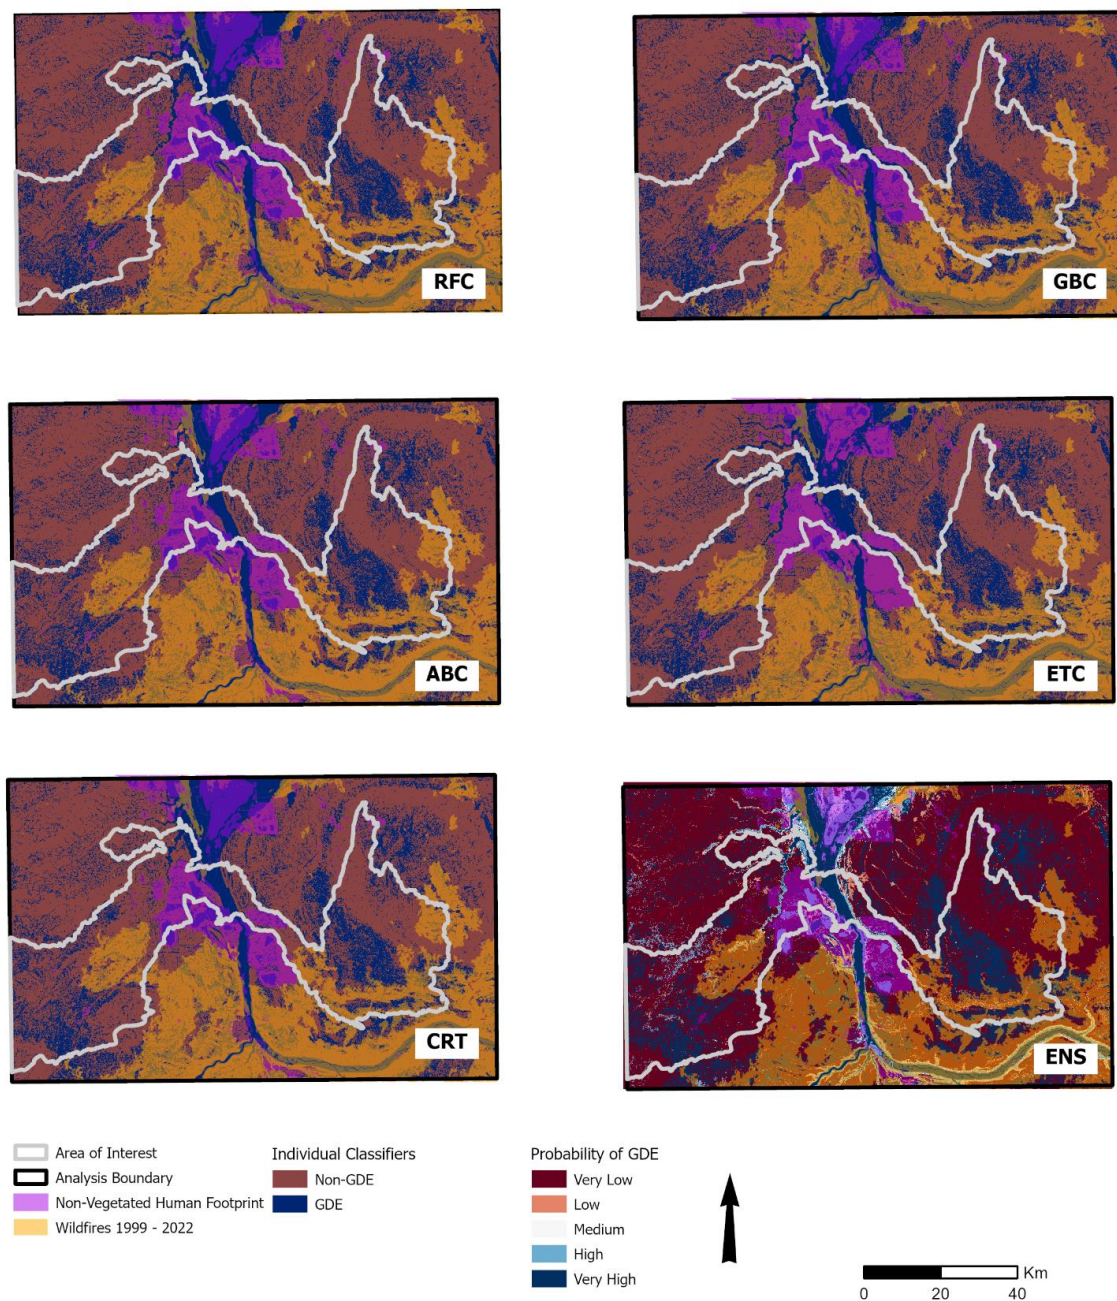 RFC
GBC
ABC
ETC
CRT
ENS
Area of Interest
Analysis Boundary
Non-Vegetated Human Footprint
Wildfires 1999 - 2022
Individual Classifiers
Non-GDE
GDE
Probability of GDE
Very Low
Low
Medium
High
Very High
Km
0 20 40